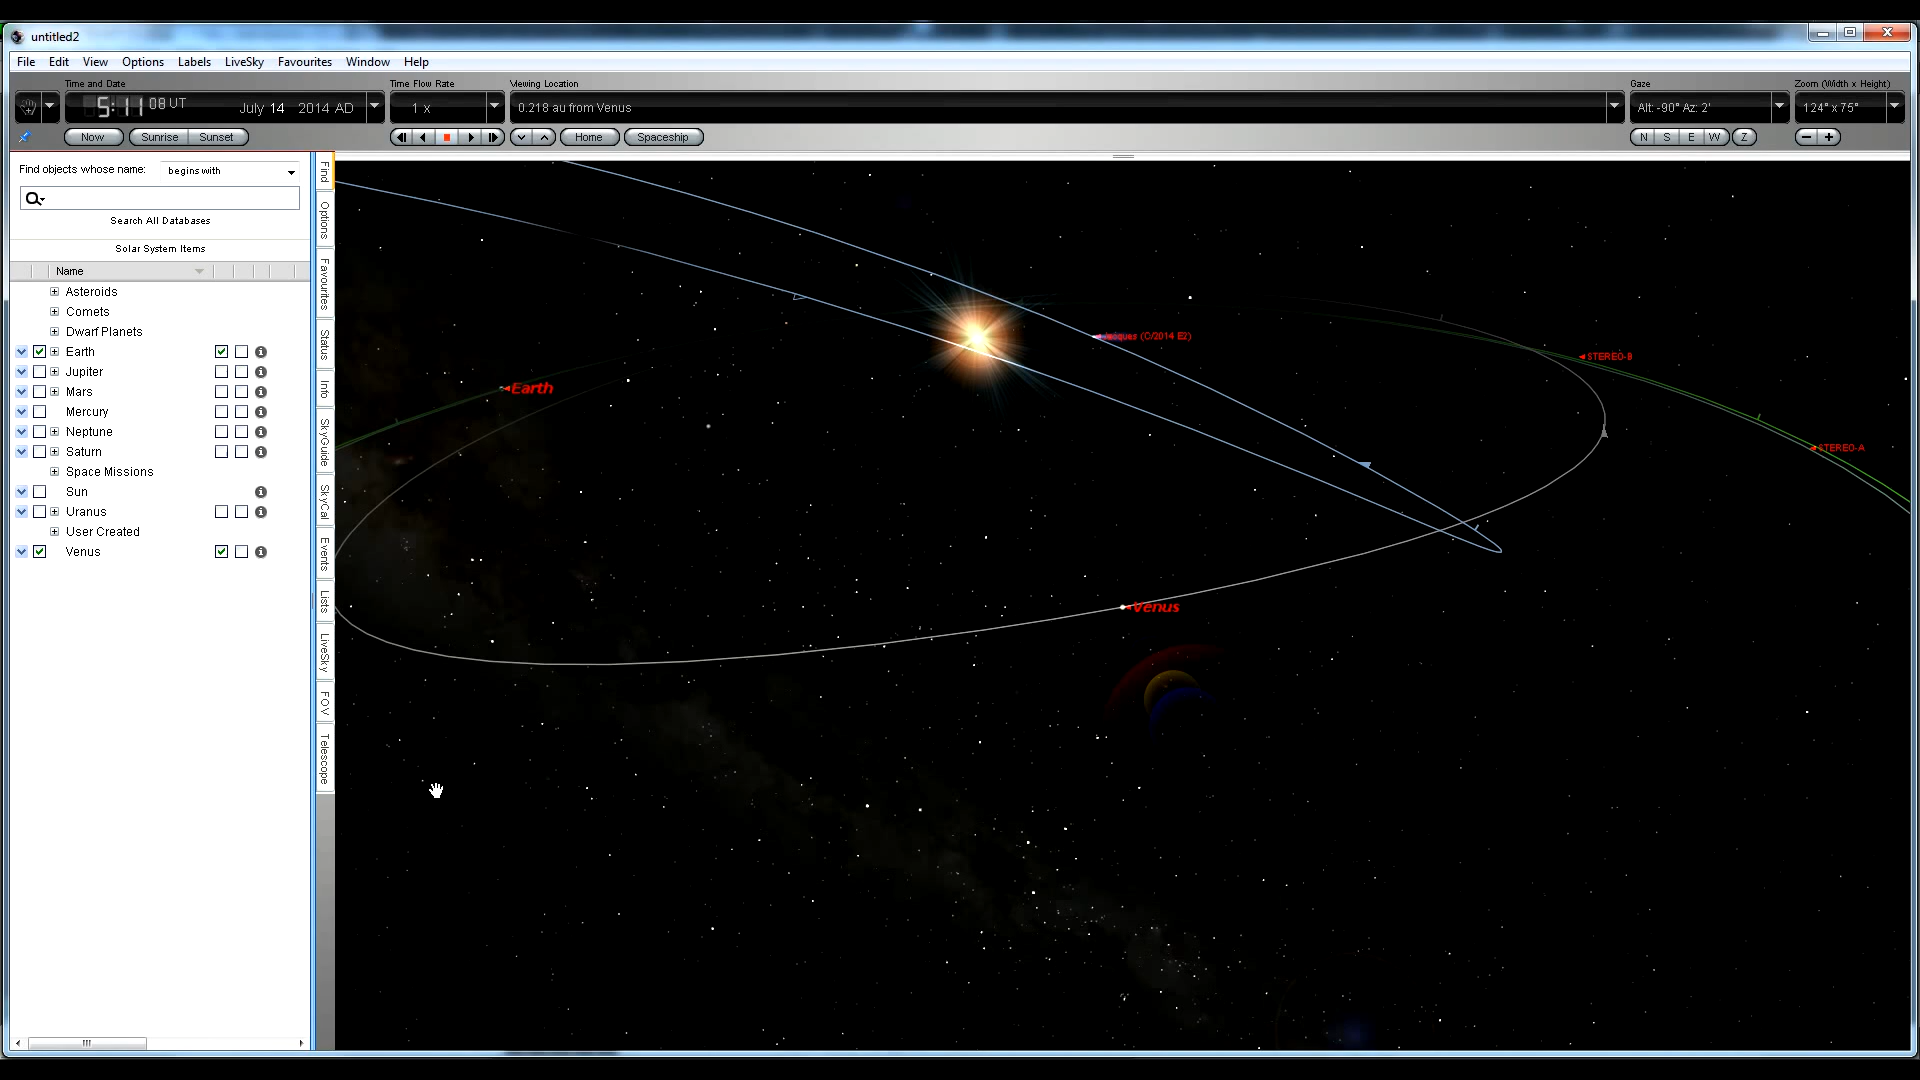 untitled2
File Edit View Options Labels LiveSky Favourites Window Help
Time and Date Time Flow Rate Viewing Location Gaze Zoom (Width x Height)
5:11 08 UT July 14 2014 AD 1 x 0.218 au from Venus Alt: -90° Az: 2' 124° x 75°
Now Sunrise Sunset Home Spaceship N S E W Z
Find objects whose name: begins with
Search All Databases
Solar System Items
Name
Asteroids
Comets
Dwarf Planets
Earth
Jupiter
Mars
Mercury
Neptune
Saturn
Space Missions
Sun
Uranus
User Created
Venus
Find
Options
Favourites
Status
Info
SkyGuide
SkyCal
Events
Lists
LiveSky
FOV
Telescope
(C/2014 E2)
STEREO-B
Earth
STEREO-A
Venus